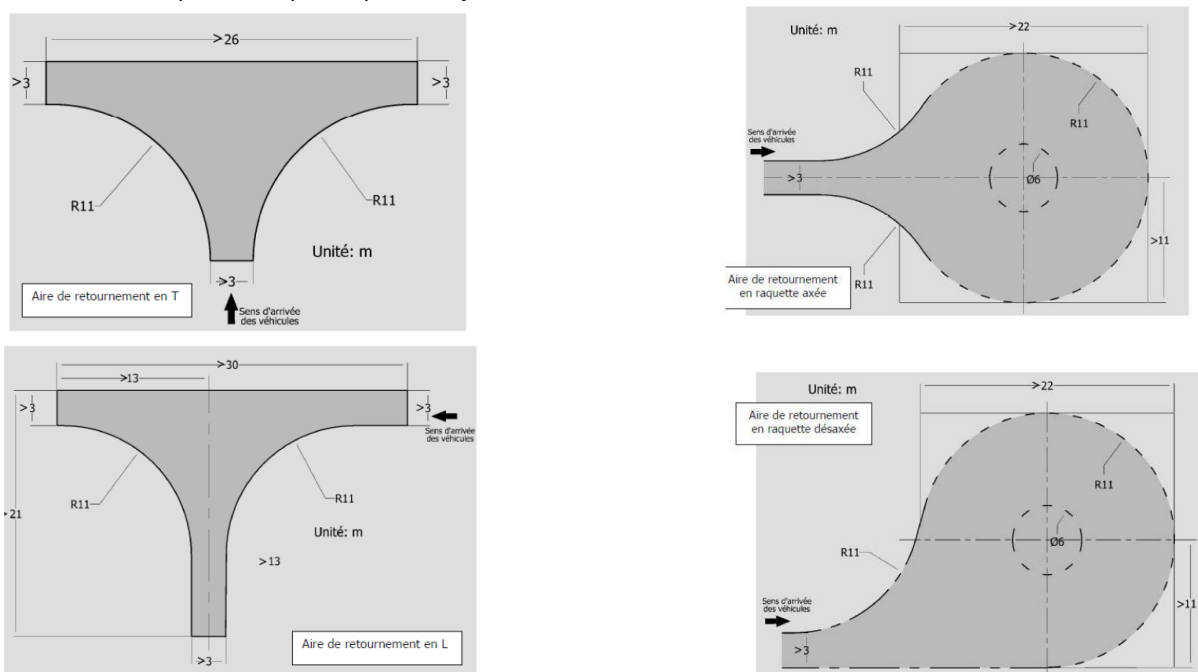 >26
>3
>3
R11
R11
Unité: m
>3
Sens d'arrivée
des véhicules
Aire de retournement en T
Unité: m
>22
R11
R11
Sens d'arrivée
des véhicules
>3
Ø6
>11
R11
Aire de retournement
en raquette axée
>30
>13
>3
>3
Sens d'arrivée
des véhicules
R11
R11
>21
Unité: m
>13
>3
Aire de retournement en L
Unité: m
>22
Aire de retournement
en raquette désaxée
R11
R11
Ø6
Sens d'arrivée
des véhicules
>3
>11